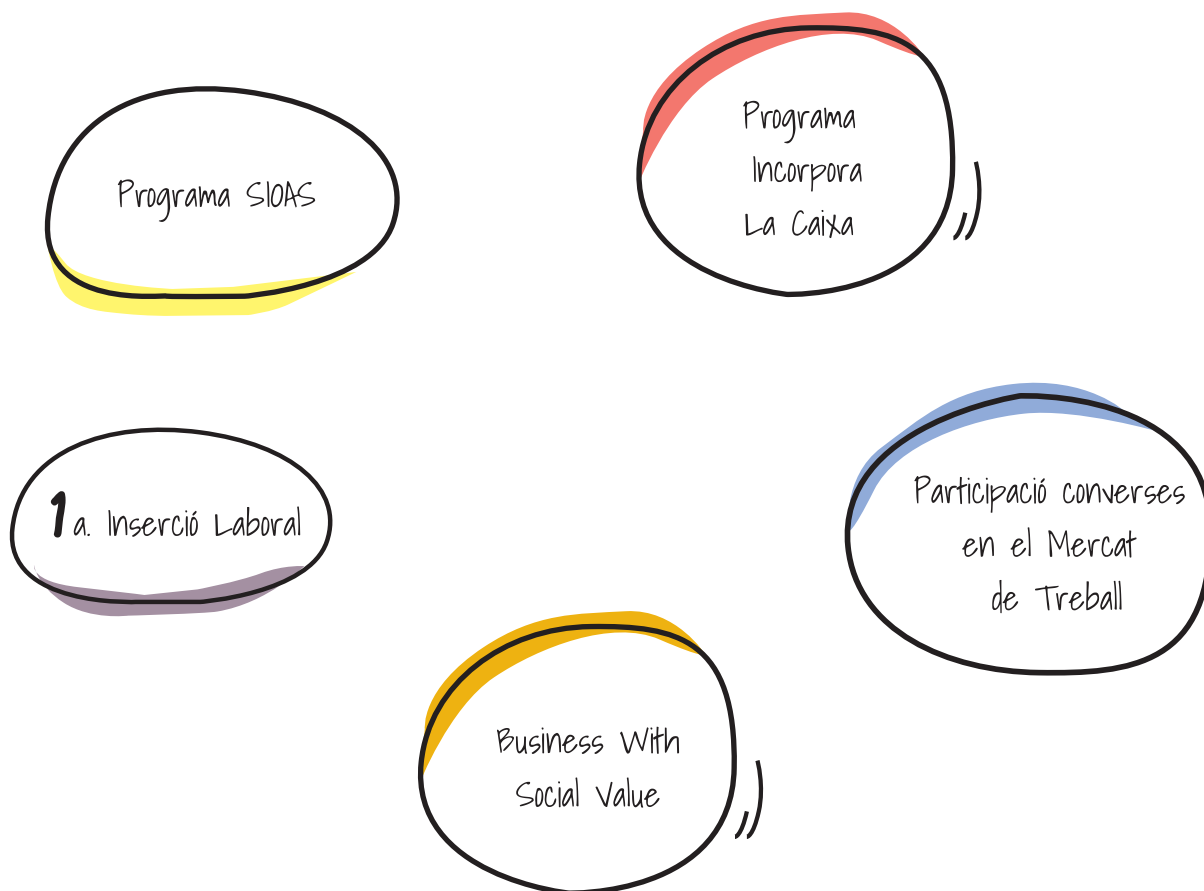 Programa SIOAS
Programa
Incorpora
La Caixa
1a. Inserció Laboral
Participació converses
en el Mercat
de Treball
Business With
Social Value